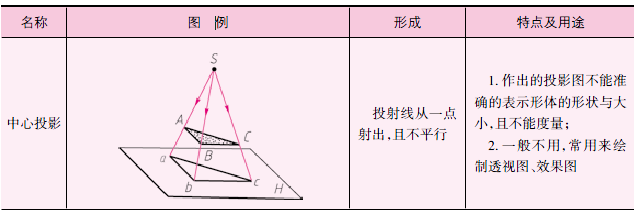 名称 图 例 形成 特点及用途
中心投影
S
A
C
B
a
b
c
H
投射线从一点
射出,且不平行
1. 作出的投影图不能准
确的表示形体的形状与大
小,且不能度量;
2. 一般不用,常用来绘
制透视图、效果图